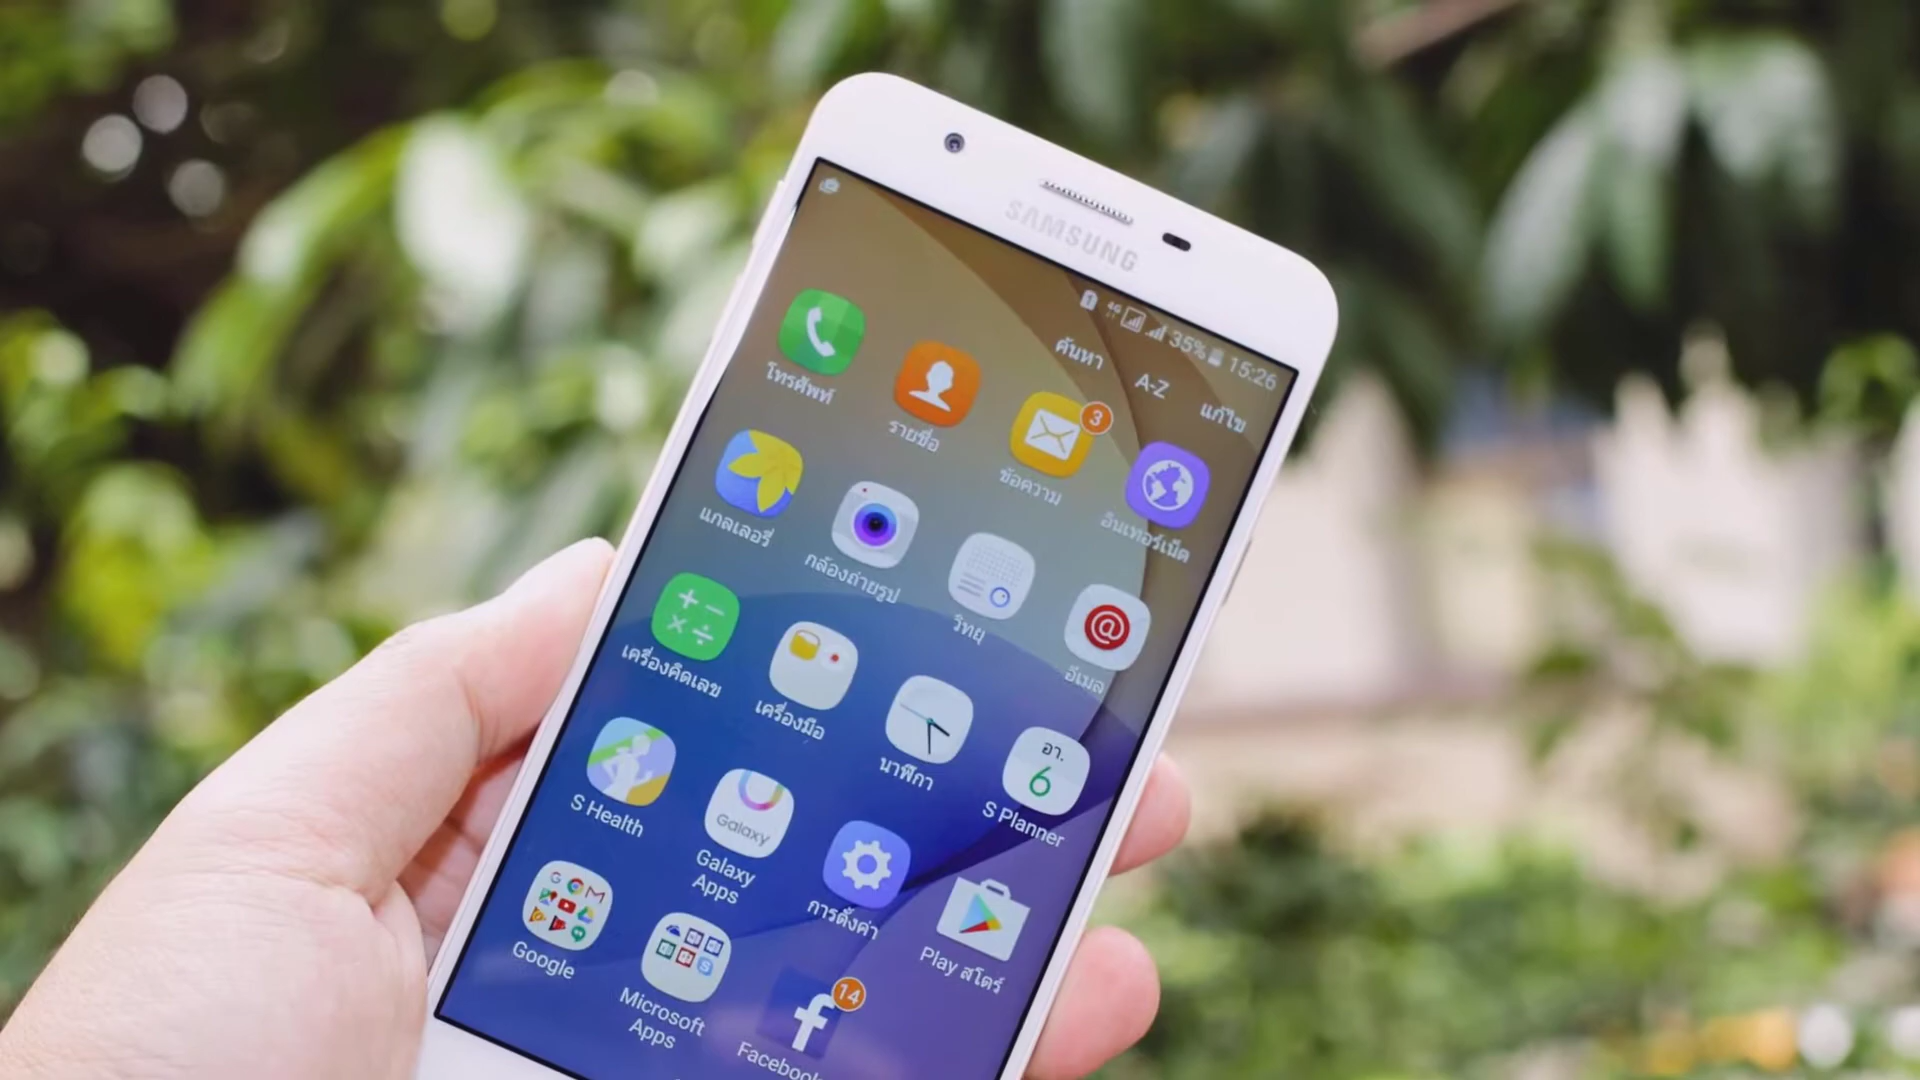 SAMSUNG
1 4G 35% 15:26
ค้นหา A-Z แก้ไข
โทรศัพท์
รายชื่อ
3
ข้อความ
อินเทอร์เน็ต
แกลเลอรี่
กล้องถ่ายรูป
วิทยุ
@
อีเมล
เครื่องคิดเลข
เครื่องมือ
นาฬิกา
อา.
6
S Planner
S Health
Galaxy
Galaxy
Apps
การตั้งค่า
Play สโตร์
Google
Microsoft
Apps
14
Facebook